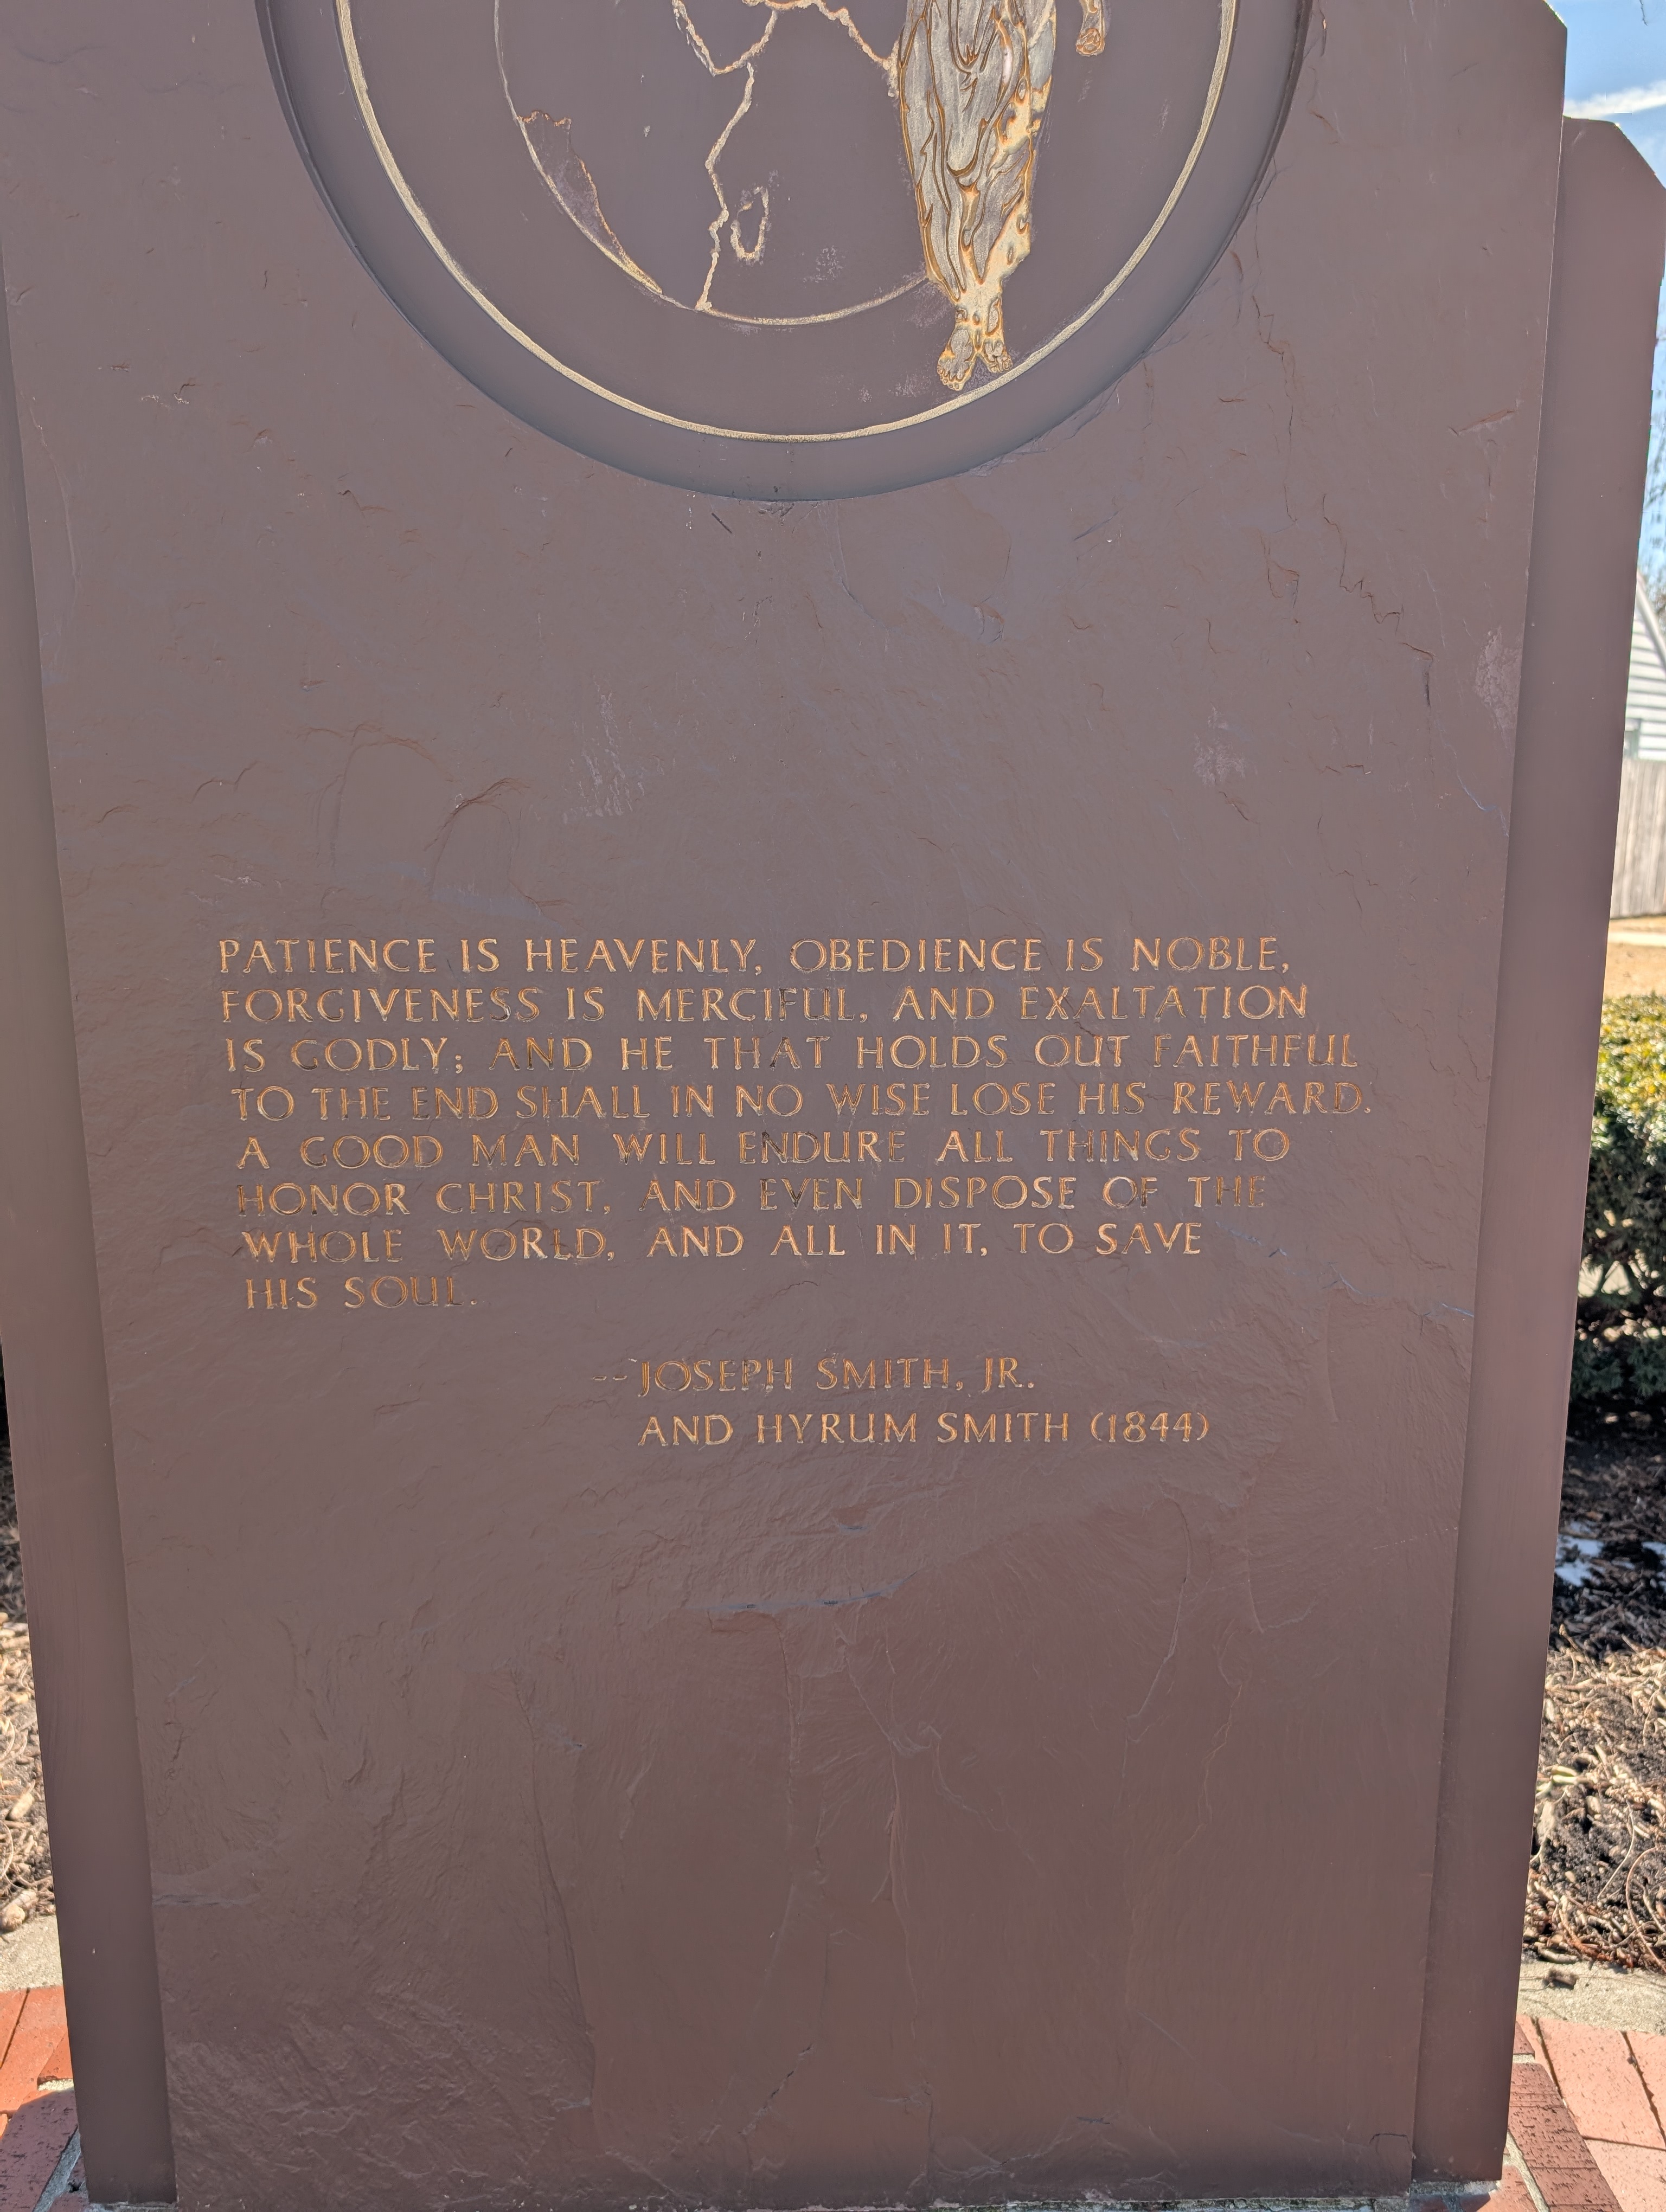 PATIENCE IS HEAVENLY, OBEDIENCE IS NOBLE,
FORGIVENESS IS MERCIFUL, AND EXALTATION
IS GODLY; AND HE THAT HOLDS OUT FAITHFUL
TO THE END SHALL IN NO WISE LOSE HIS REWARD.
A GOOD MAN WILL ENDURE ALL THINGS TO
HONOR CHRIST, AND EVEN DISPOSE OF THE
WHOLE WORLD, AND ALL IN IT, TO SAVE
HIS SOUL.
--JOSEPH SMITH, JR.
AND HYRUM SMITH (1844)